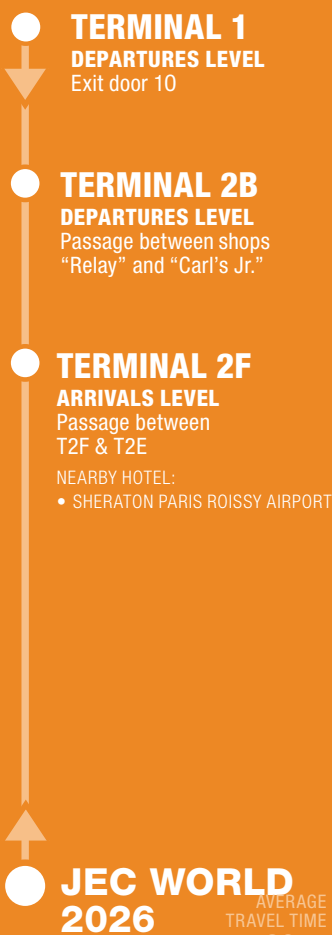 TERMINAL 1
DEPARTURES LEVEL
Exit door 10
TERMINAL 2B
DEPARTURES LEVEL
Passage between shops
“Relay” and “Carl’s Jr.”
TERMINAL 2F
ARRIVALS LEVEL
Passage between
T2F & T2E
NEARBY HOTEL:
• SHERATON PARIS ROISSY AIRPORT
JEC WORLD
2026
AVERAGE
TRAVEL TIME